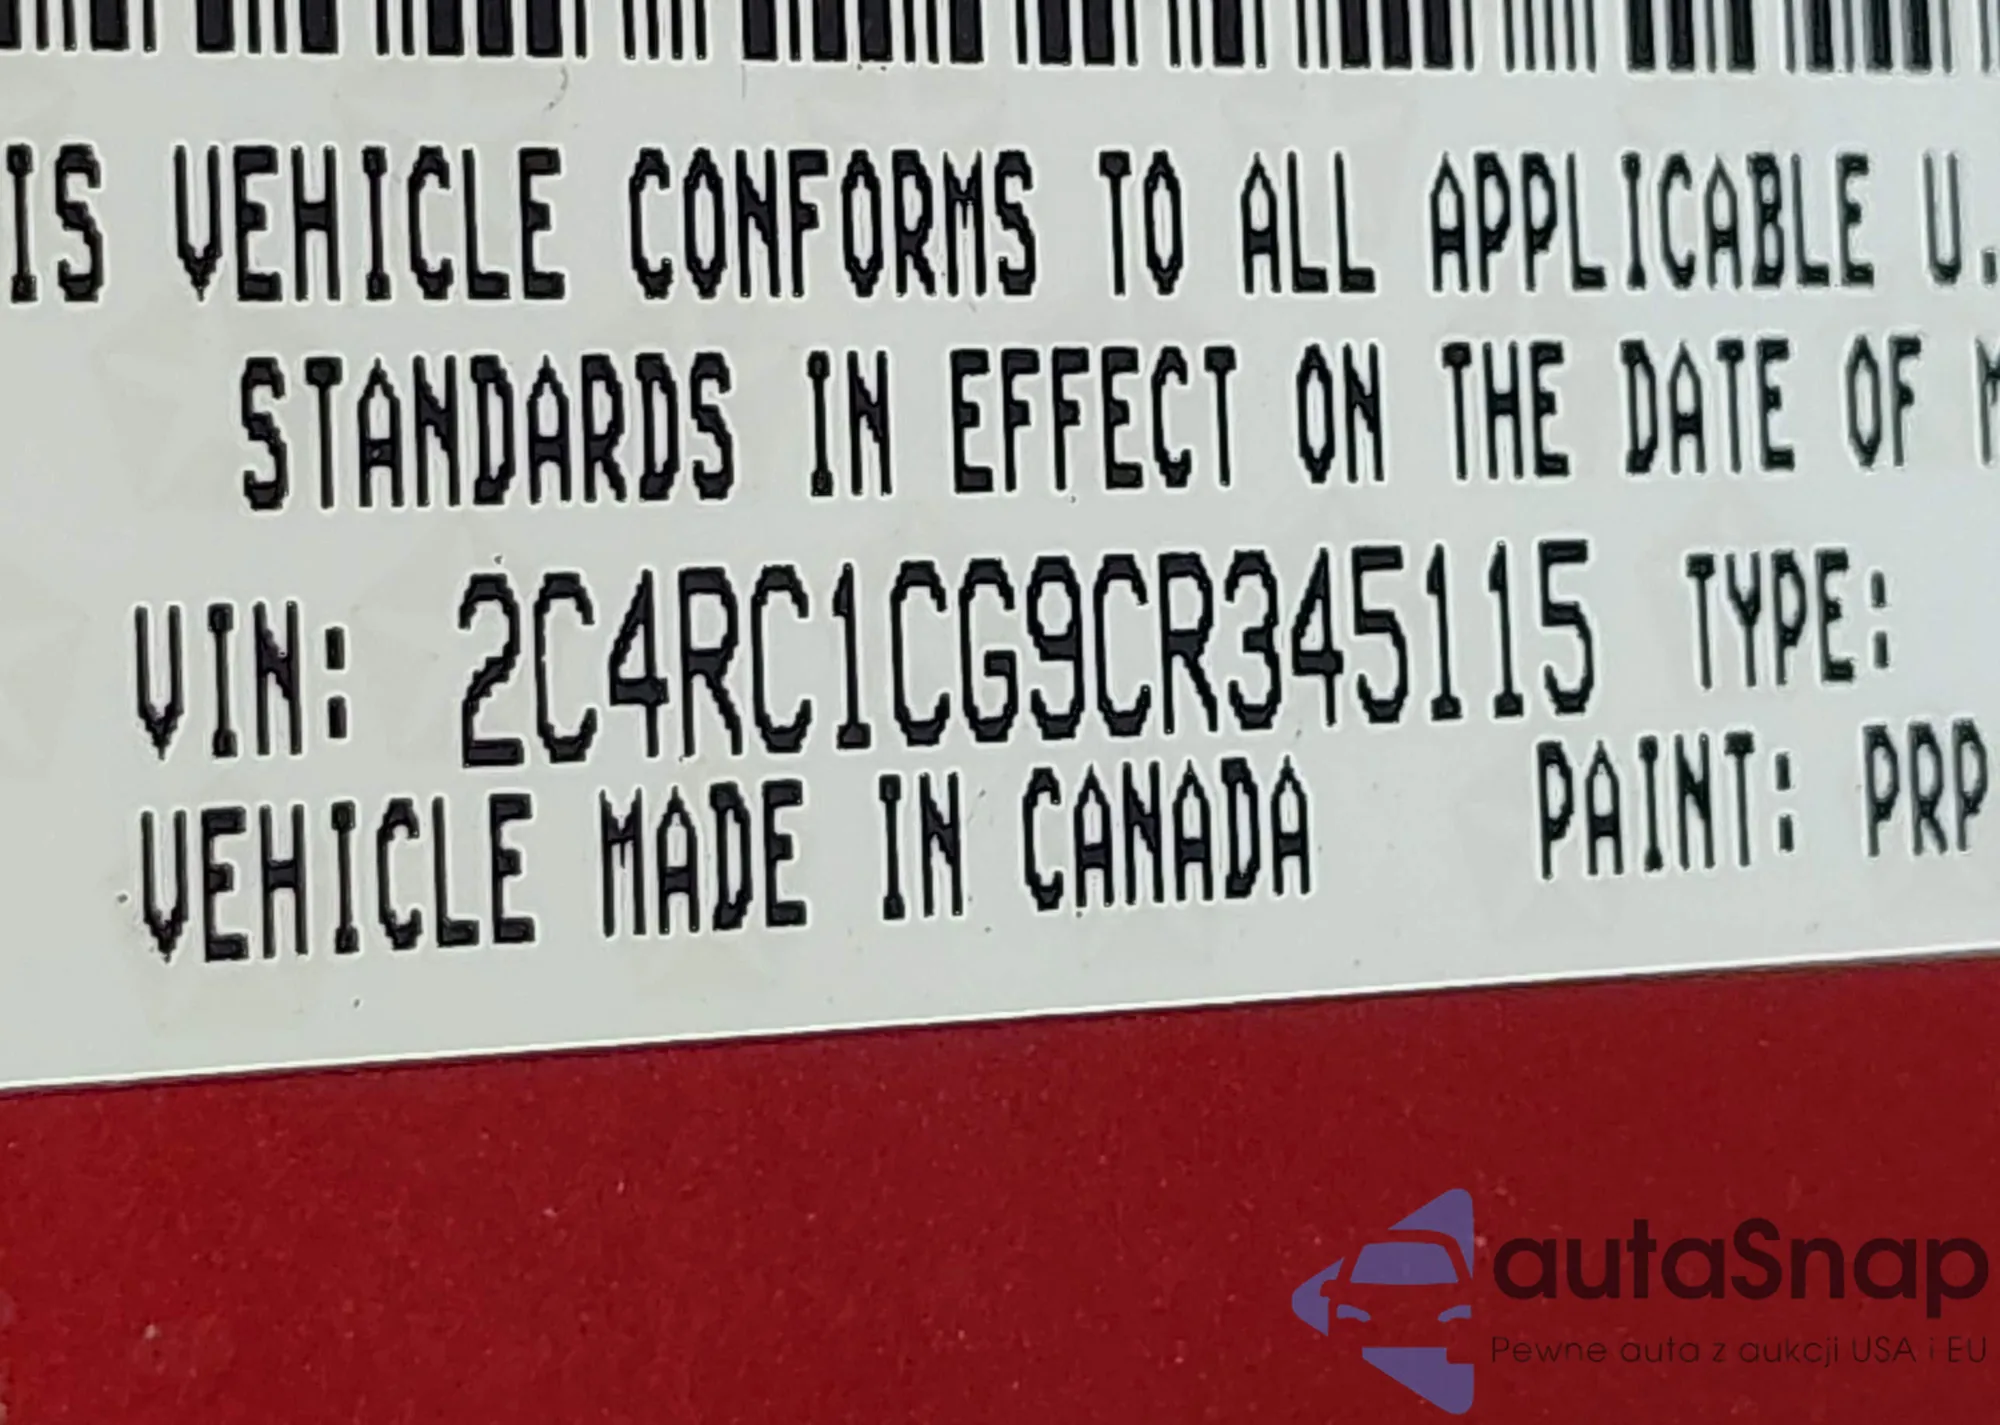 IS VEHICLE CONFORMS TO ALL APPLICABLE U.
STANDARDS IN EFFECT ON THE DATE OF M
VIN: 2C4RC1CG9CR345115 TYPE:
VEHICLE MADE IN CANADA PAINT: PRP
autaSnap
Pewne auta z aukcji USA i EU